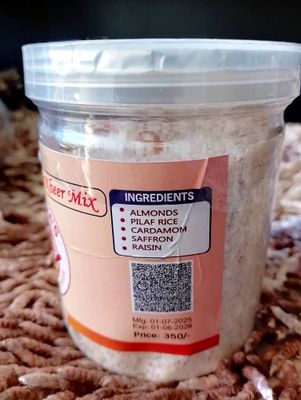 Kheer Mix
INGREDIENTS
• ALMONDS
• PILAF RICE
• CARDAMOM
• SAFFRON
• RAISIN
Mfg: 01-07-2025
Exp: 01-06-2026
Price: 350/-